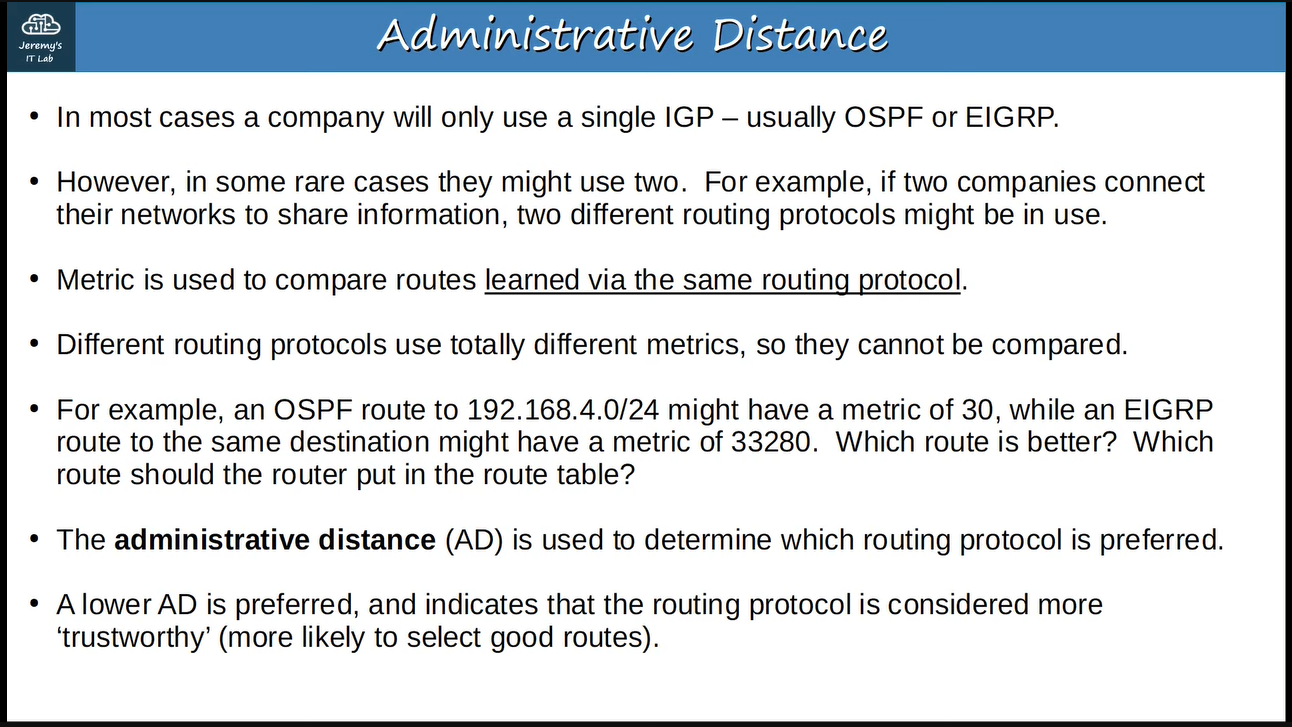 Jeremy's
IT Lab
Administrative Distance
• In most cases a company will only use a single IGP – usually OSPF or EIGRP.
• However, in some rare cases they might use two.  For example, if two companies connect
their networks to share information, two different routing protocols might be in use.
• Metric is used to compare routes learned via the same routing protocol.
• Different routing protocols use totally different metrics, so they cannot be compared.
• For example, an OSPF route to 192.168.4.0/24 might have a metric of 30, while an EIGRP
route to the same destination might have a metric of 33280.  Which route is better?  Which
route should the router put in the route table?
• The administrative distance (AD) is used to determine which routing protocol is preferred.
• A lower AD is preferred, and indicates that the routing protocol is considered more
‘trustworthy’ (more likely to select good routes).